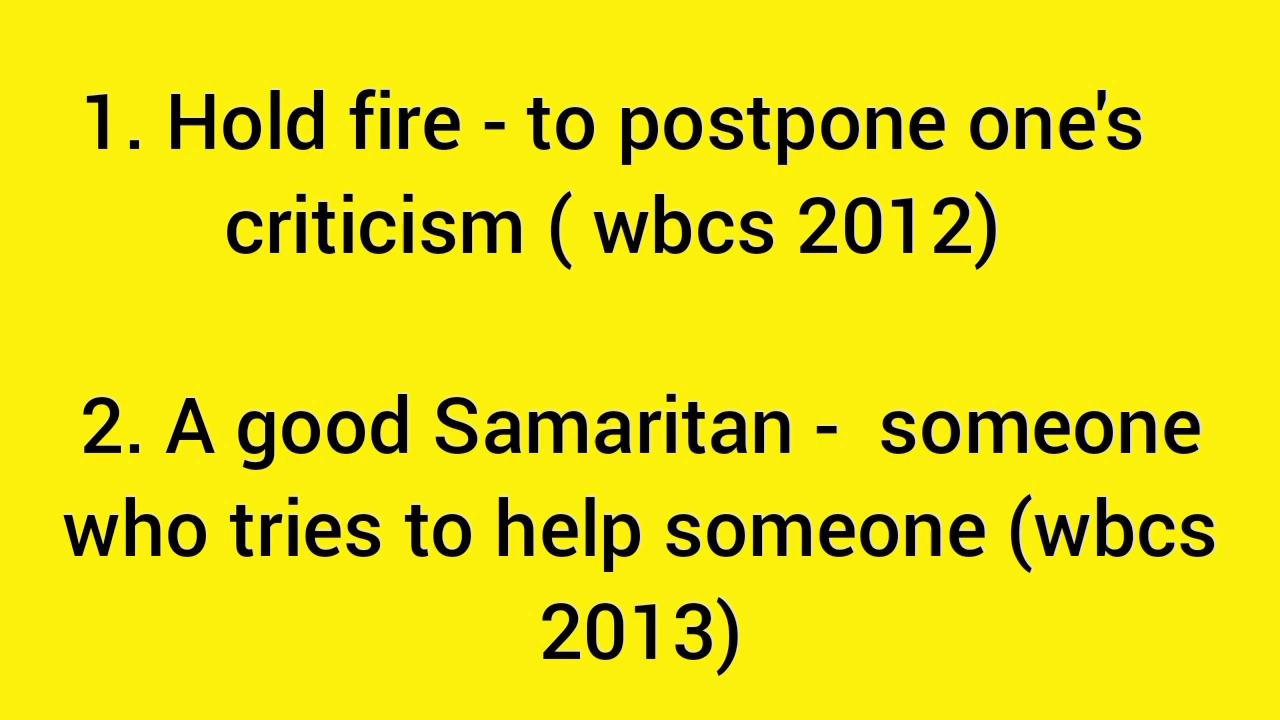 1. Hold fire - to postpone one's
criticism ( wbcs 2012)
2. A good Samaritan -  someone
who tries to help someone (wbcs
2013)